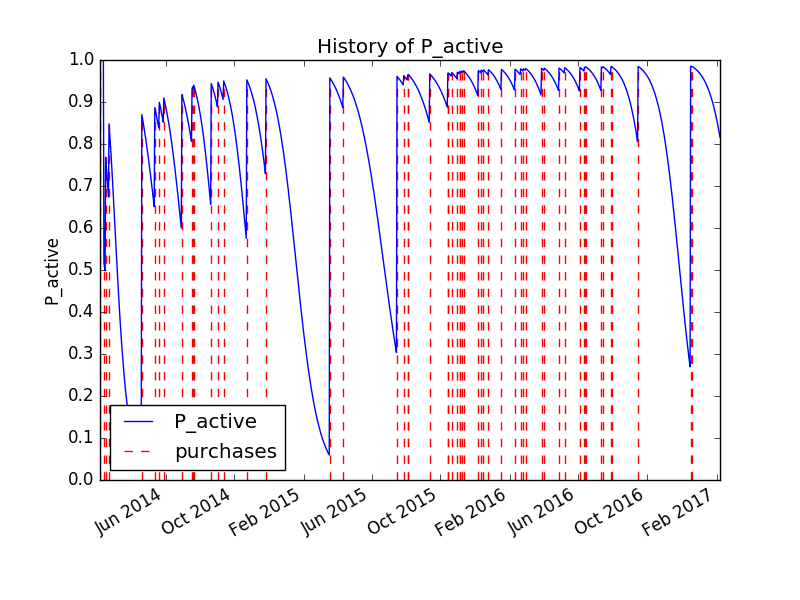 History of P_active
P_active
1.0
0.9
0.8
0.7
0.6
0.5
0.4
0.3
0.2
0.1
0.0
P_active
purchases
Jun 2014
Oct 2014
Feb 2015
Jun 2015
Oct 2015
Feb 2016
Jun 2016
Oct 2016
Feb 2017